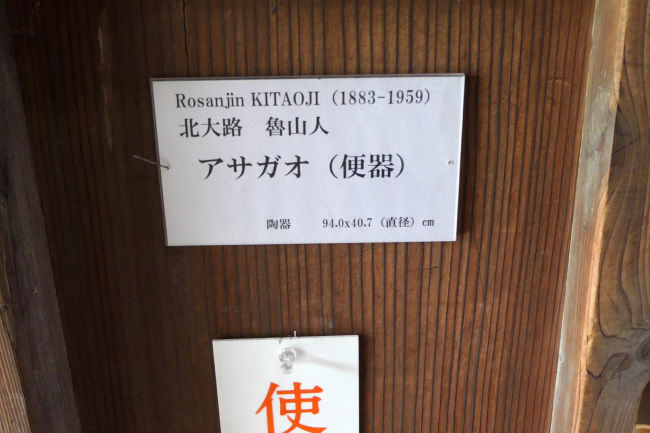 Rosanjin KITAOJI (1883-1959)
北大路　魯山人
アサガオ（便器）
陶器　94.0x40.7（直径）cm
使